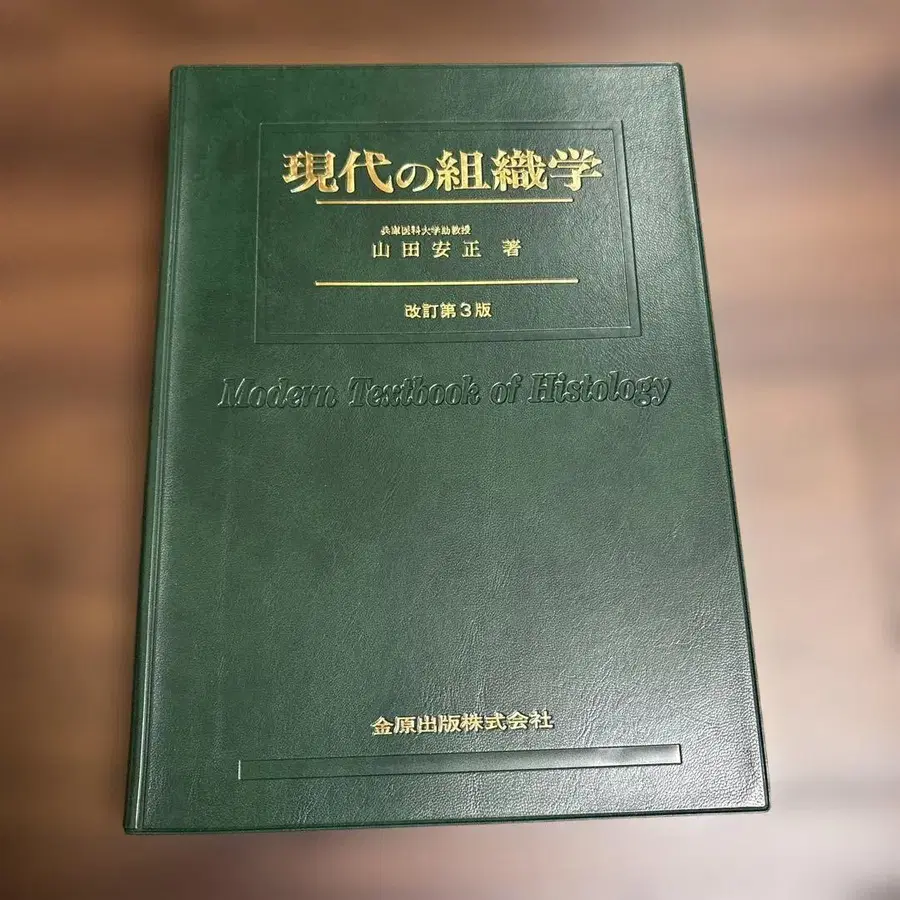 現代の組織学
兵庫医科大学助教授
山田安正 著
改訂第3版
Modern Textbook of Histology
金原出版株式会社